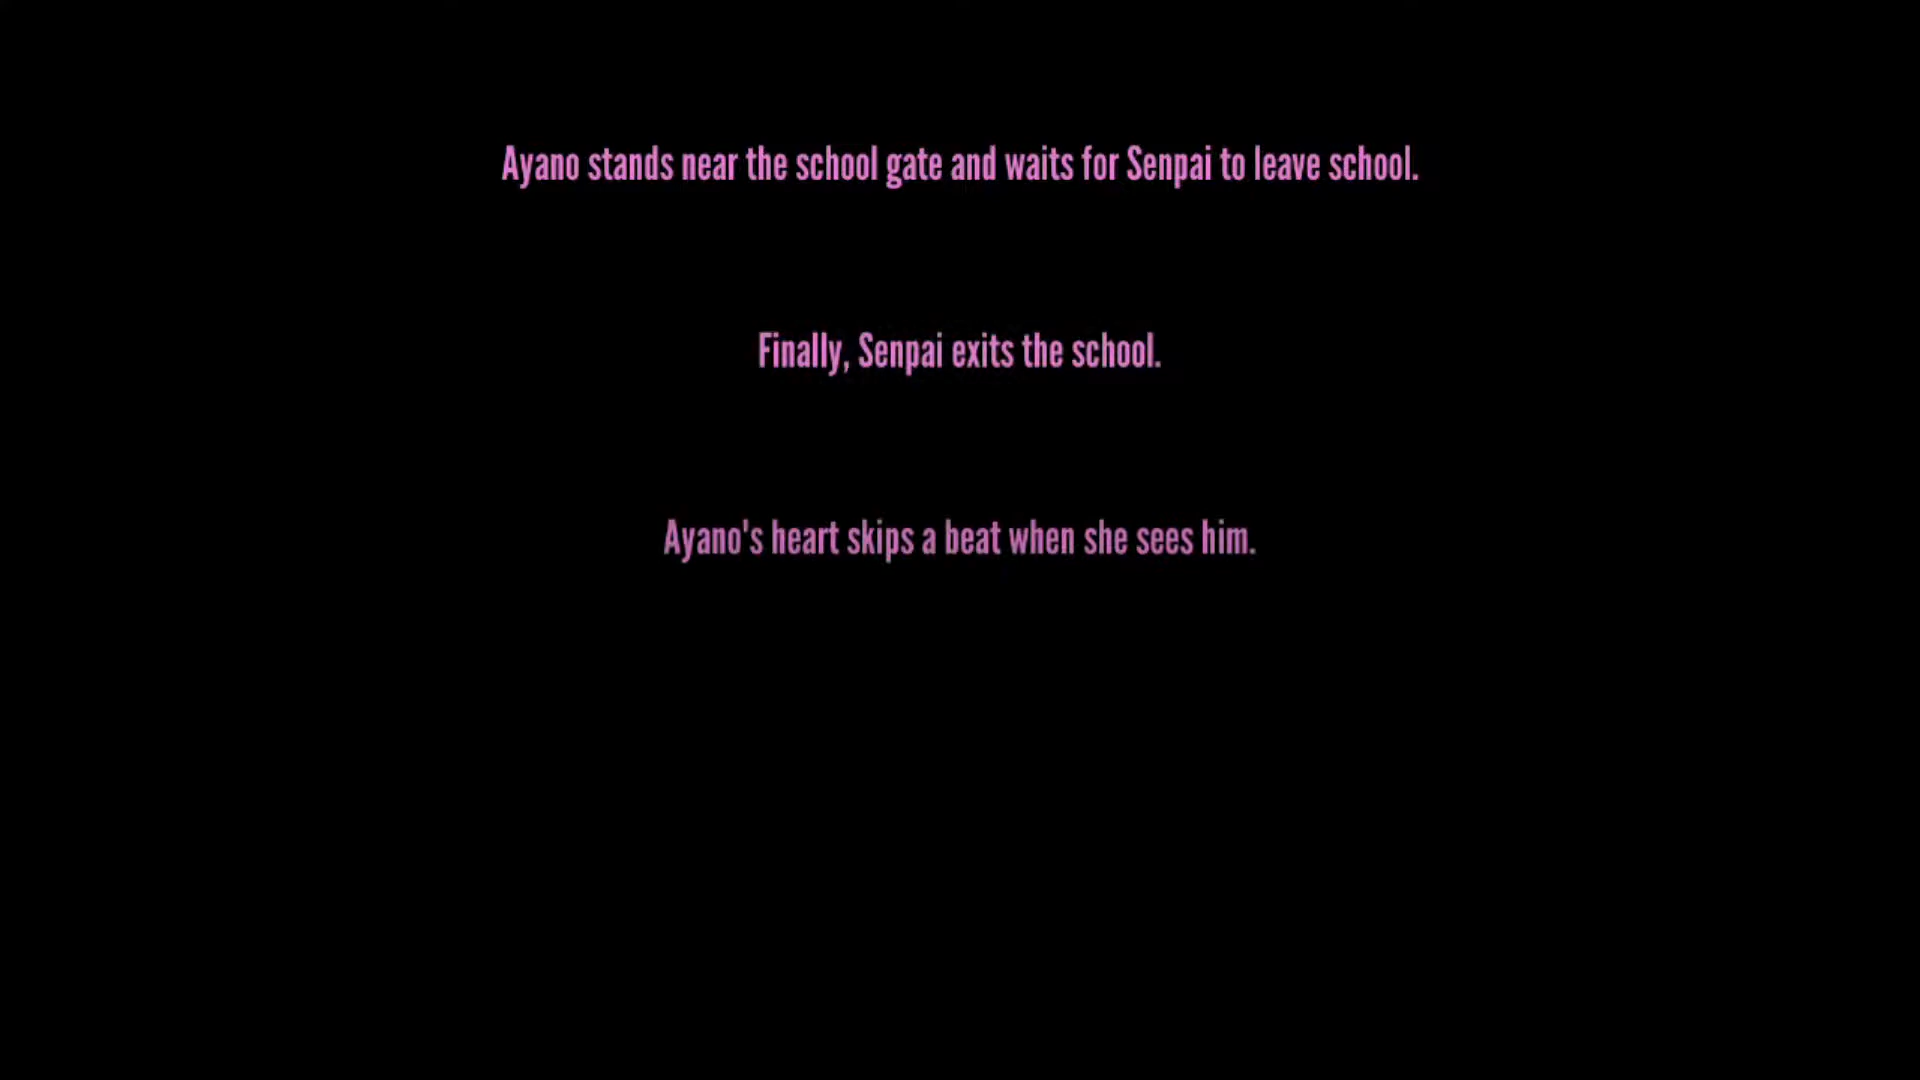 Ayano stands near the school gate and waits for Senpai to leave school.
Finally, Senpai exits the school.
Ayano's heart skips a beat when she sees him.